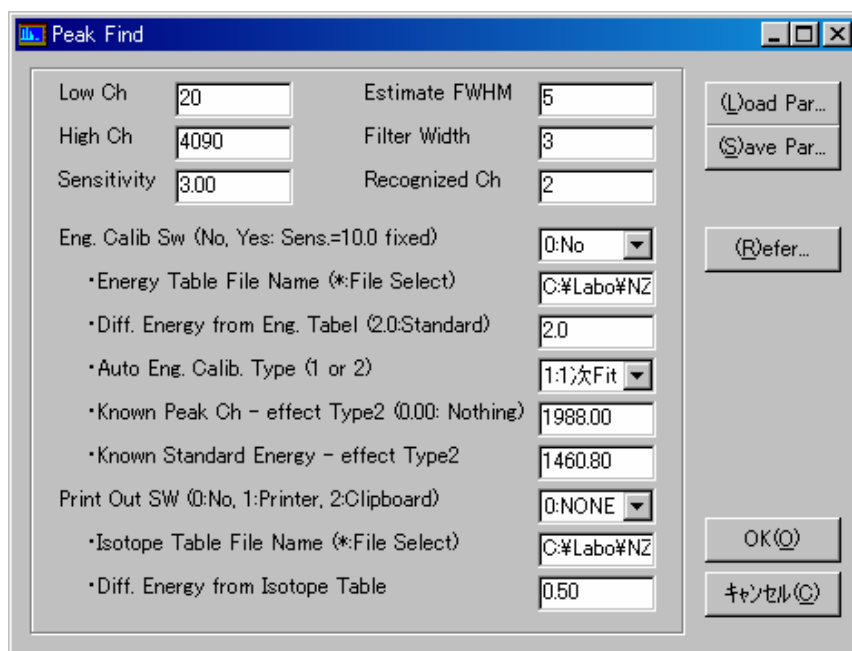 Peak Find
Low Ch 20 Estimate FWHM 5 (L)oad Par...
High Ch 4090 Filter Width 3 (S)ave Par...
Sensitivity 3.00 Recognized Ch 2
Eng. Calib Sw (No, Yes: Sens.=10.0 fixed) 0:No (R)efer...
・Energy Table File Name (*:File Select) C:¥Labo¥NZ
・Diff. Energy from Eng. Tabel (2.0:Standard) 2.0
・Auto Eng. Calib. Type (1 or 2) 1:1次Fit
・Known Peak Ch - effect Type2 (0.00: Nothing) 1988.00
・Known Standard Energy - effect Type2 1460.80
Print Out SW (0:No, 1:Printer, 2:Clipboard) 0:NONE
・Isotope Table File Name (*:File Select) C:¥Labo¥NZ OK(O)
・Diff. Energy from Isotope Table 0.50 キャンセル(C)